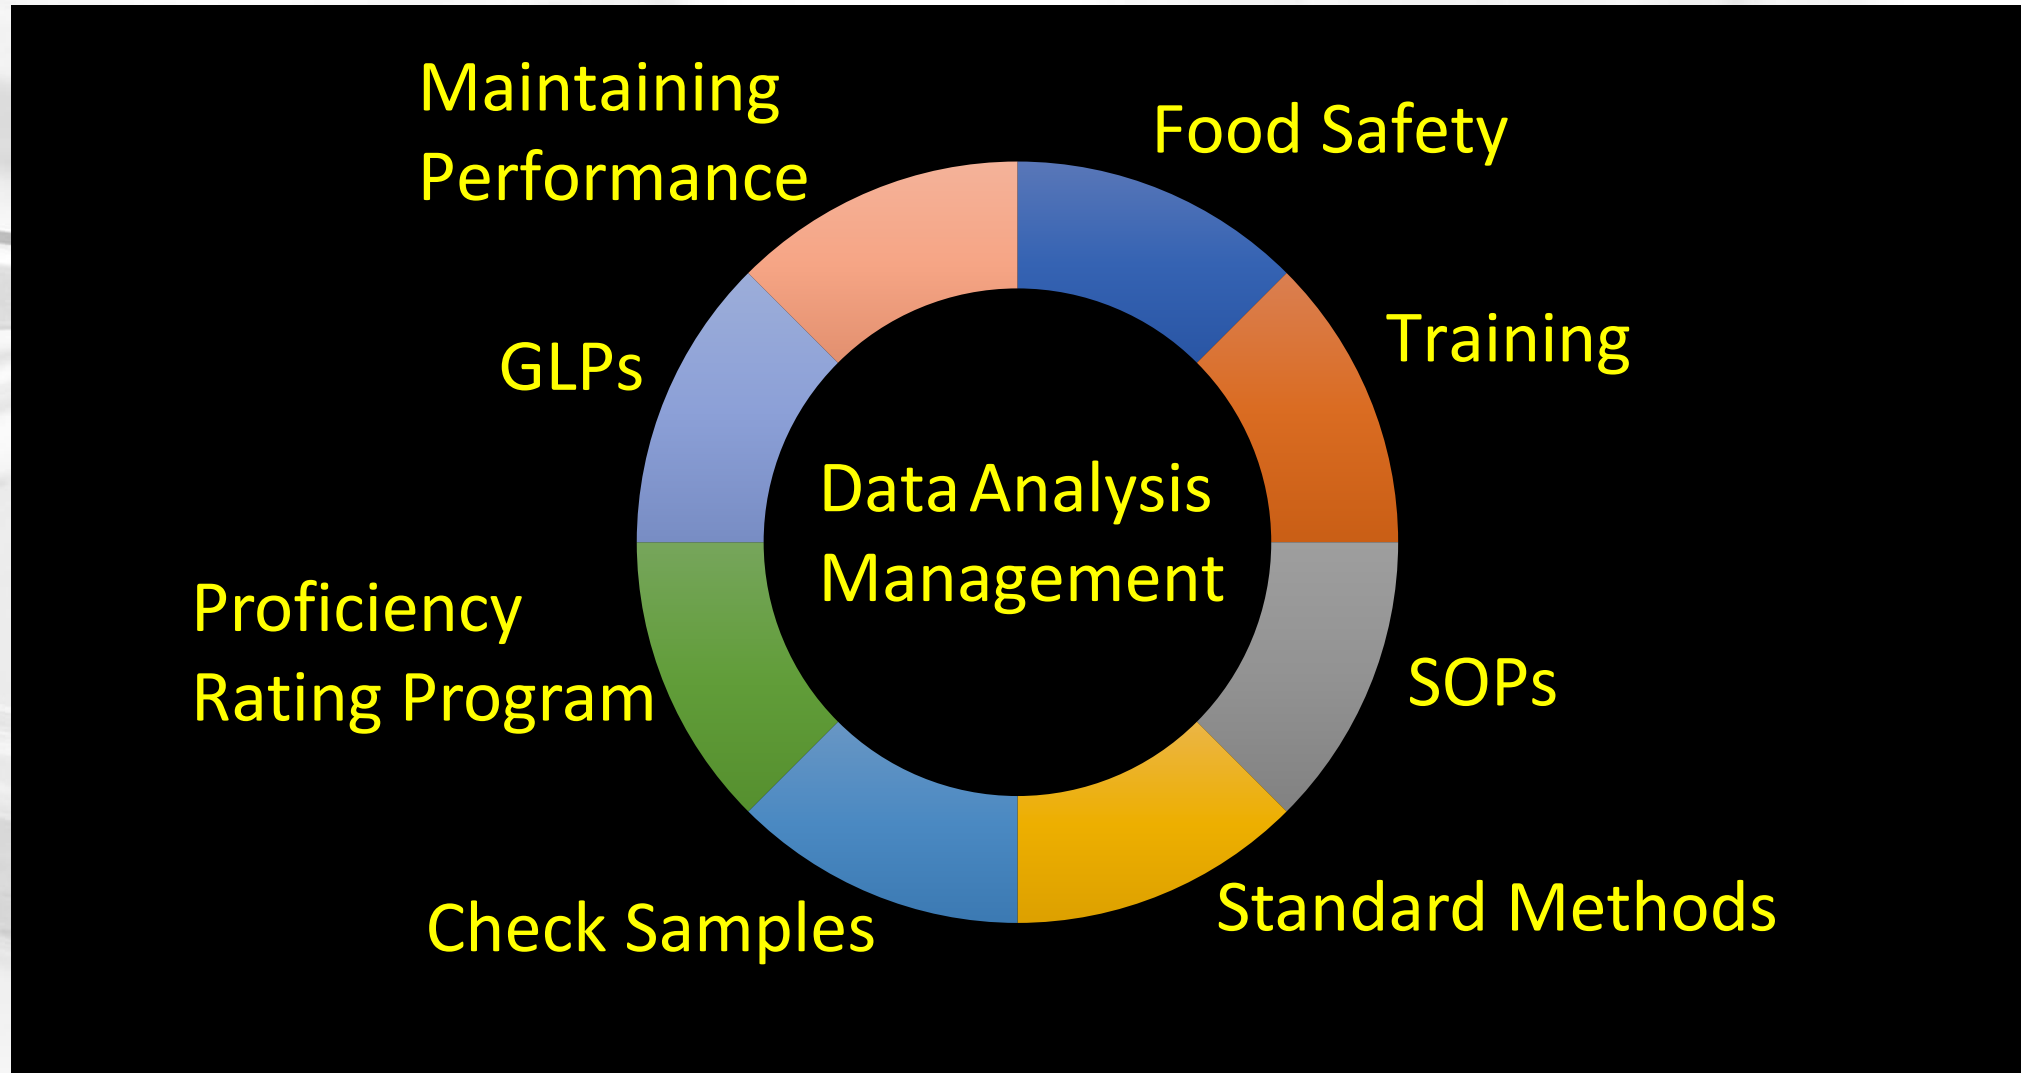 Maintaining
Performance
Food Safety
Training
GLPs
Data Analysis
Management
Proficiency
Rating Program
SOPs
Standard Methods
Check Samples